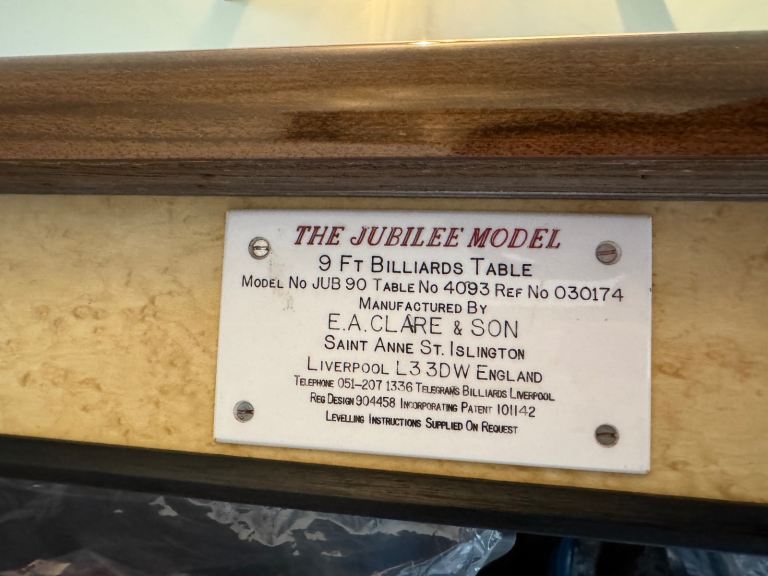 THE JUBILEE MODEL
9 FT BILLIARDS TABLE
MODEL NO JUB 90 TABLE NO 4093 REF NO 030174
MANUFACTURED BY
E.A. CLARE & SON
SAINT ANNE ST. ISLINGTON
LIVERPOOL L3 3DW ENGLAND
TELEPHONE 051-207 1336 TELEGRAMS BILLIARDS LIVERPOOL
REG DESIGN 904458 INCORPORATING PATENT 101142
LEVELLING INSTRUCTIONS SUPPLIED ON REQUEST